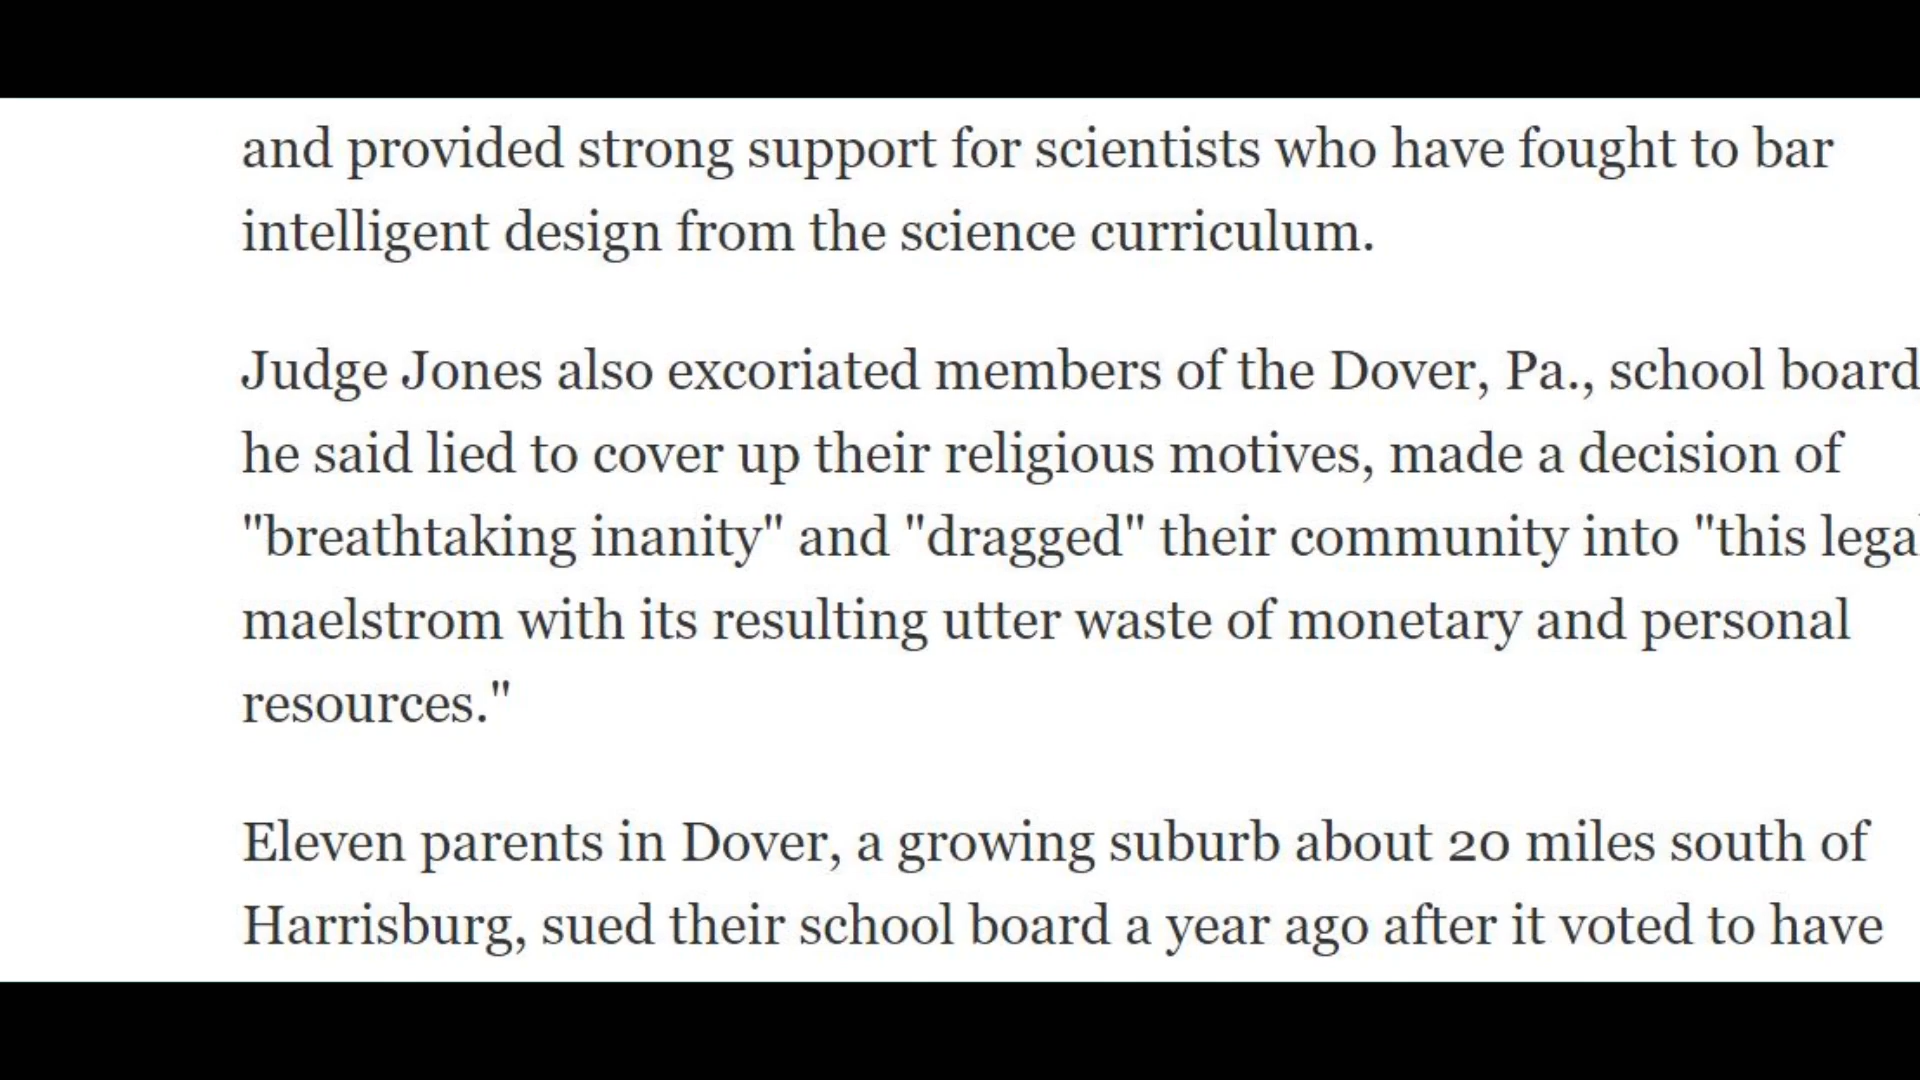 and provided strong support for scientists who have fought to bar
intelligent design from the science curriculum.
Judge Jones also excoriated members of the Dover, Pa., school board
he said lied to cover up their religious motives, made a decision of
"breathtaking inanity" and "dragged" their community into "this lega
maelstrom with its resulting utter waste of monetary and personal
resources."
Eleven parents in Dover, a growing suburb about 20 miles south of
Harrisburg, sued their school board a year ago after it voted to have